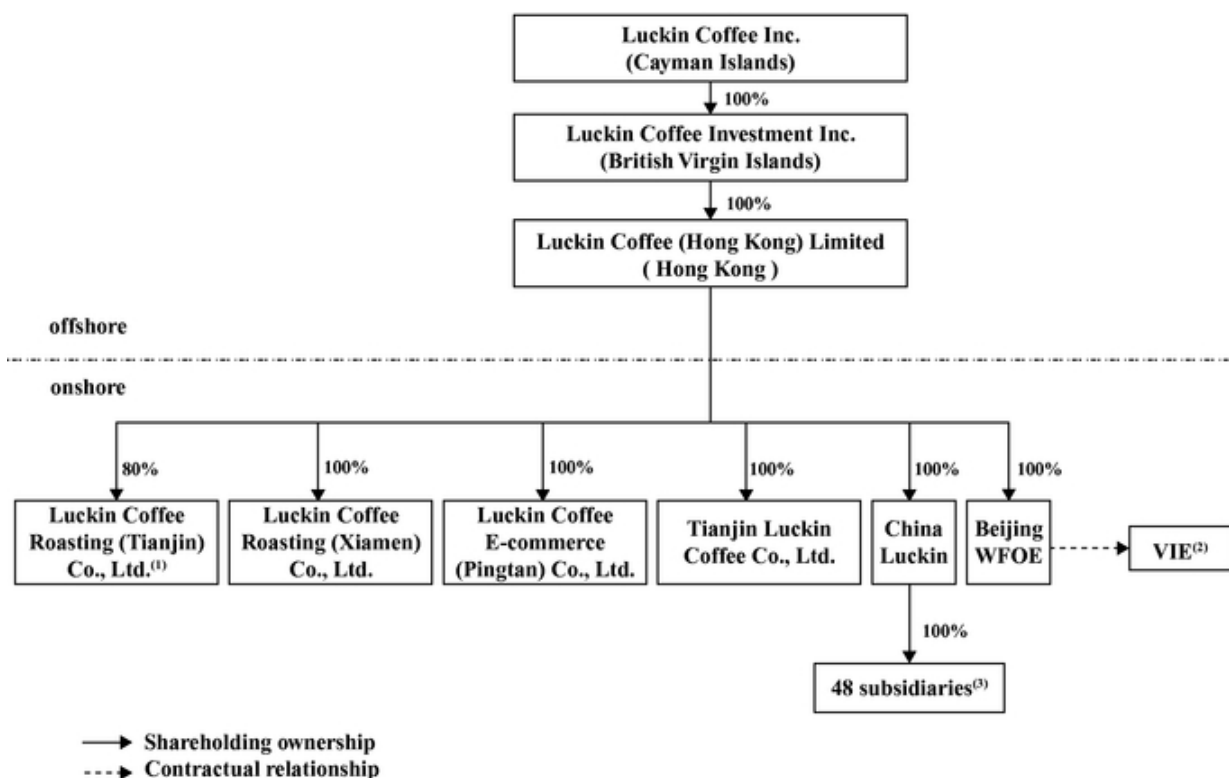 Luckin Coffee Inc.
(Cayman Islands)
100%
Luckin Coffee Investment Inc.
(British Virgin Islands)
100%
Luckin Coffee (Hong Kong) Limited
( Hong Kong )
offshore
onshore
80%
100%
100%
100%
100%
100%
Luckin Coffee
Roasting (Tianjin)
Co., Ltd.(1)
Luckin Coffee
Roasting (Xiamen)
Co., Ltd.
Luckin Coffee
E-commerce
(Pingtan) Co., Ltd.
Tianjin Luckin
Coffee Co., Ltd.
China
Luckin
Beijing
WFOE
VIE(2)
100%
48 subsidiaries(3)
Shareholding ownership
Contractual relationship